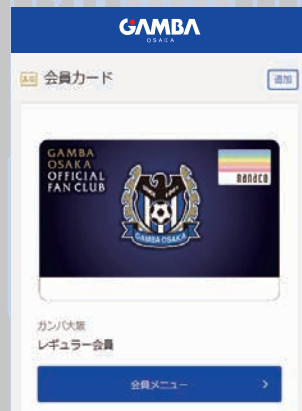 GAMBA
OSAKA
会員カード
追加
GAMBA
OSAKA
OFFICIAL
FAN CLUB
nanaco
GAMBA OSAKA
ガンバ大阪
レギュラー会員
会員メニュー